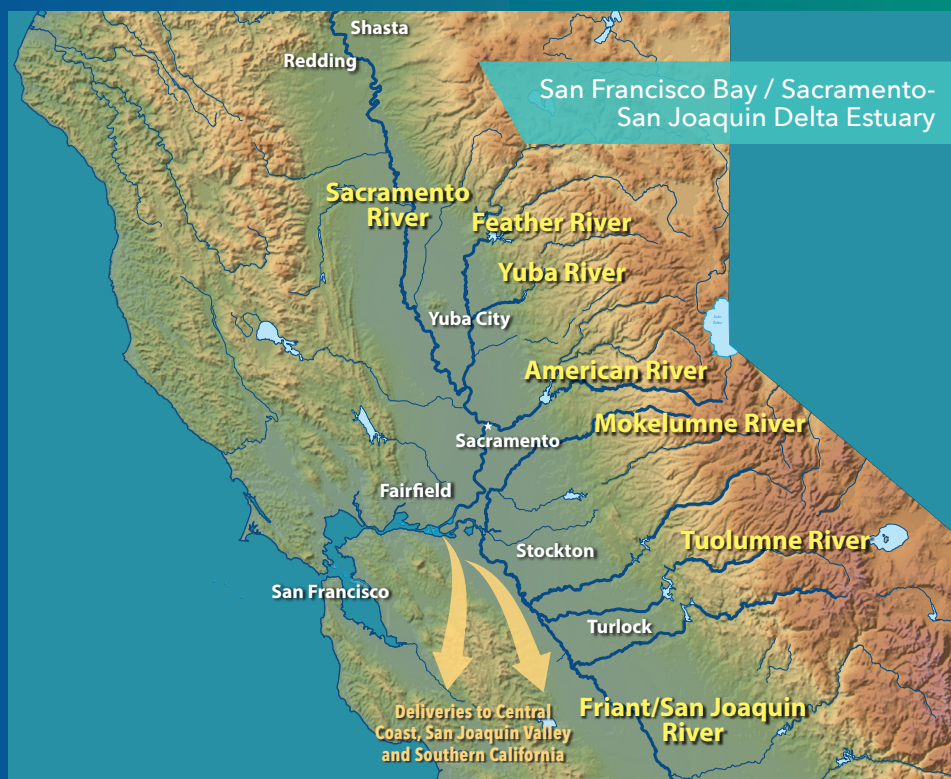 Shasta
Redding
San Francisco Bay / Sacramento-
San Joaquin Delta Estuary
Sacramento
River
Feather River
Yuba River
Yuba City
American River
Mokelumne River
Sacramento
Fairfield
Stockton
Tuolumne River
San Francisco
Turlock
Friant/San Joaquin
River
Deliveries to Central
Coast, San Joaquin Valley
and Southern California